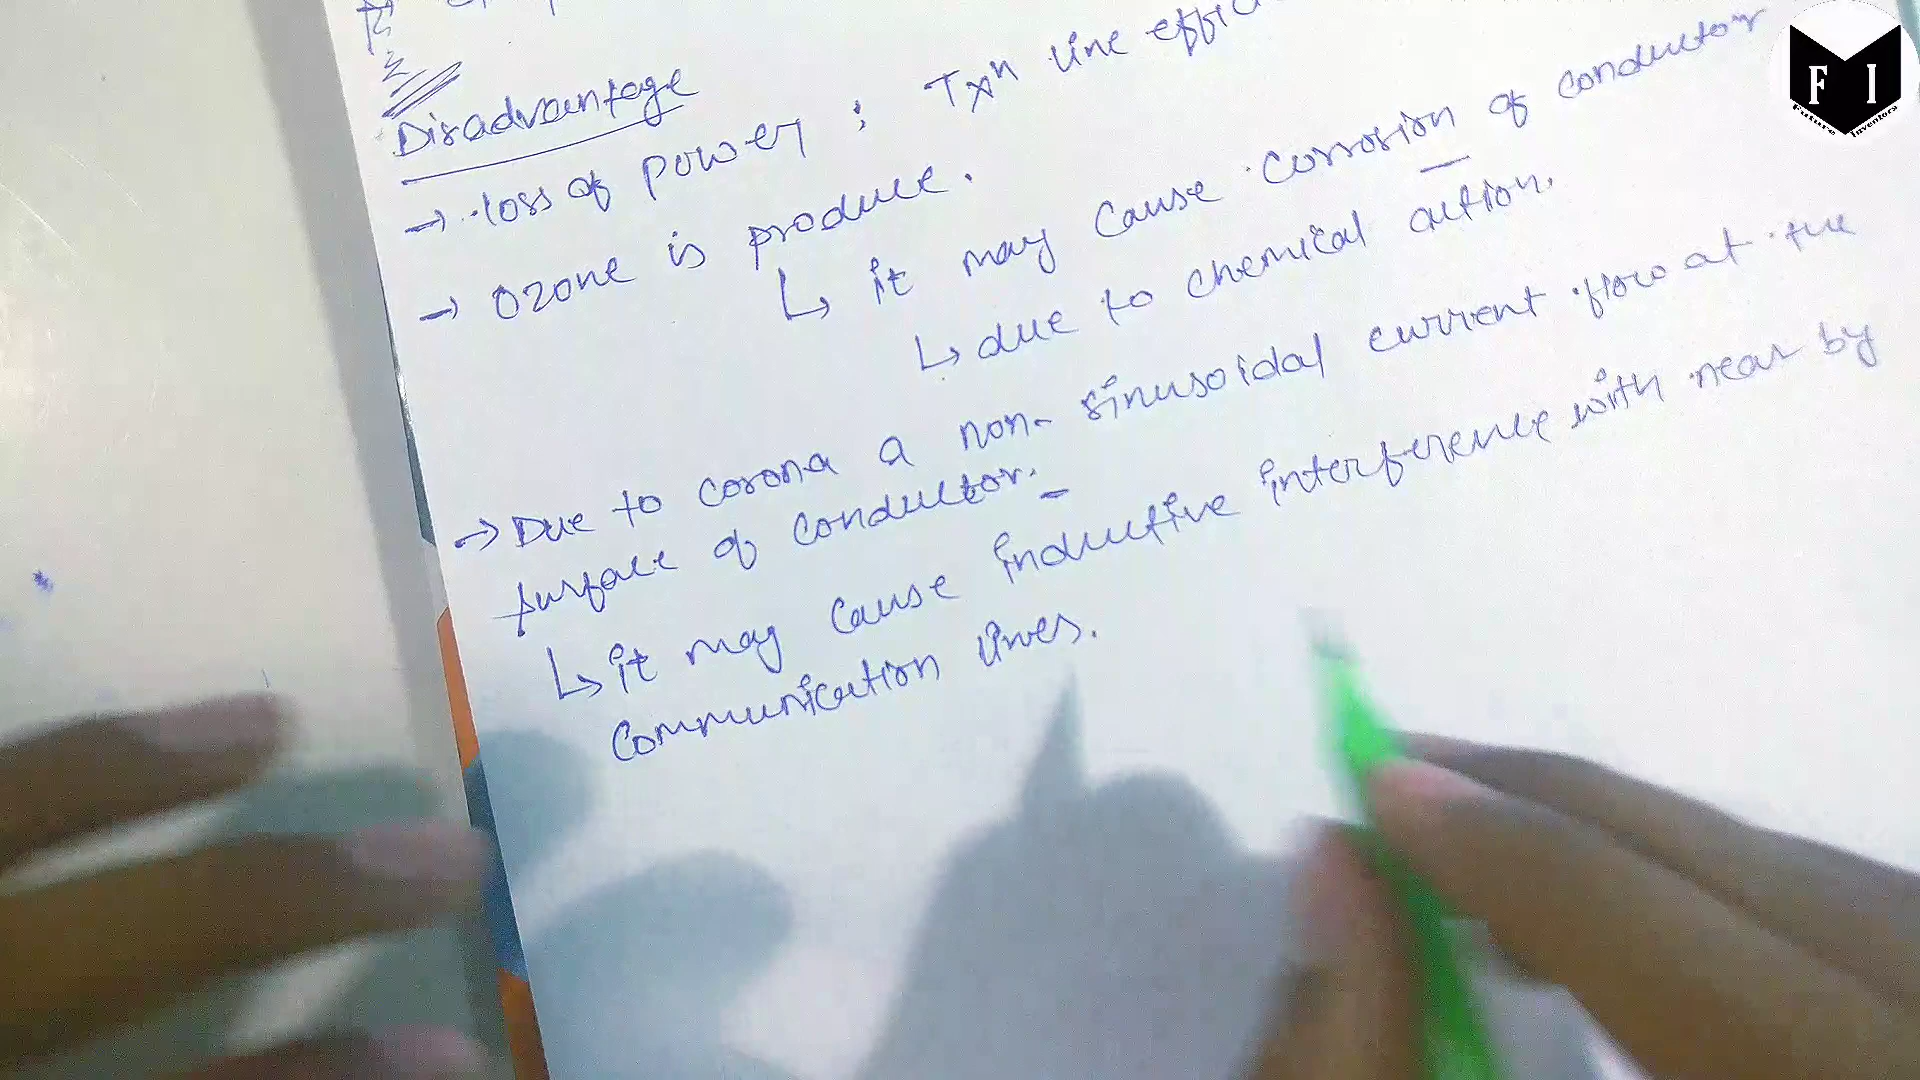 Disadvantage
→ loss of power : Txn line effic
→ Ozone is produce.
↳ it may cause corrosion of conductor
↳ due to chemical action.
→ Due to corona a non-sinusoidal current flow at the
surface of conductor.
↳ it may cause inductive interference with near by
communication lines.
F I
Future Inventors